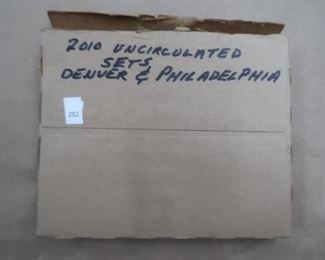 2010 UNCIRCULATED
SETS
DENVER & PHILADELPHIA
252